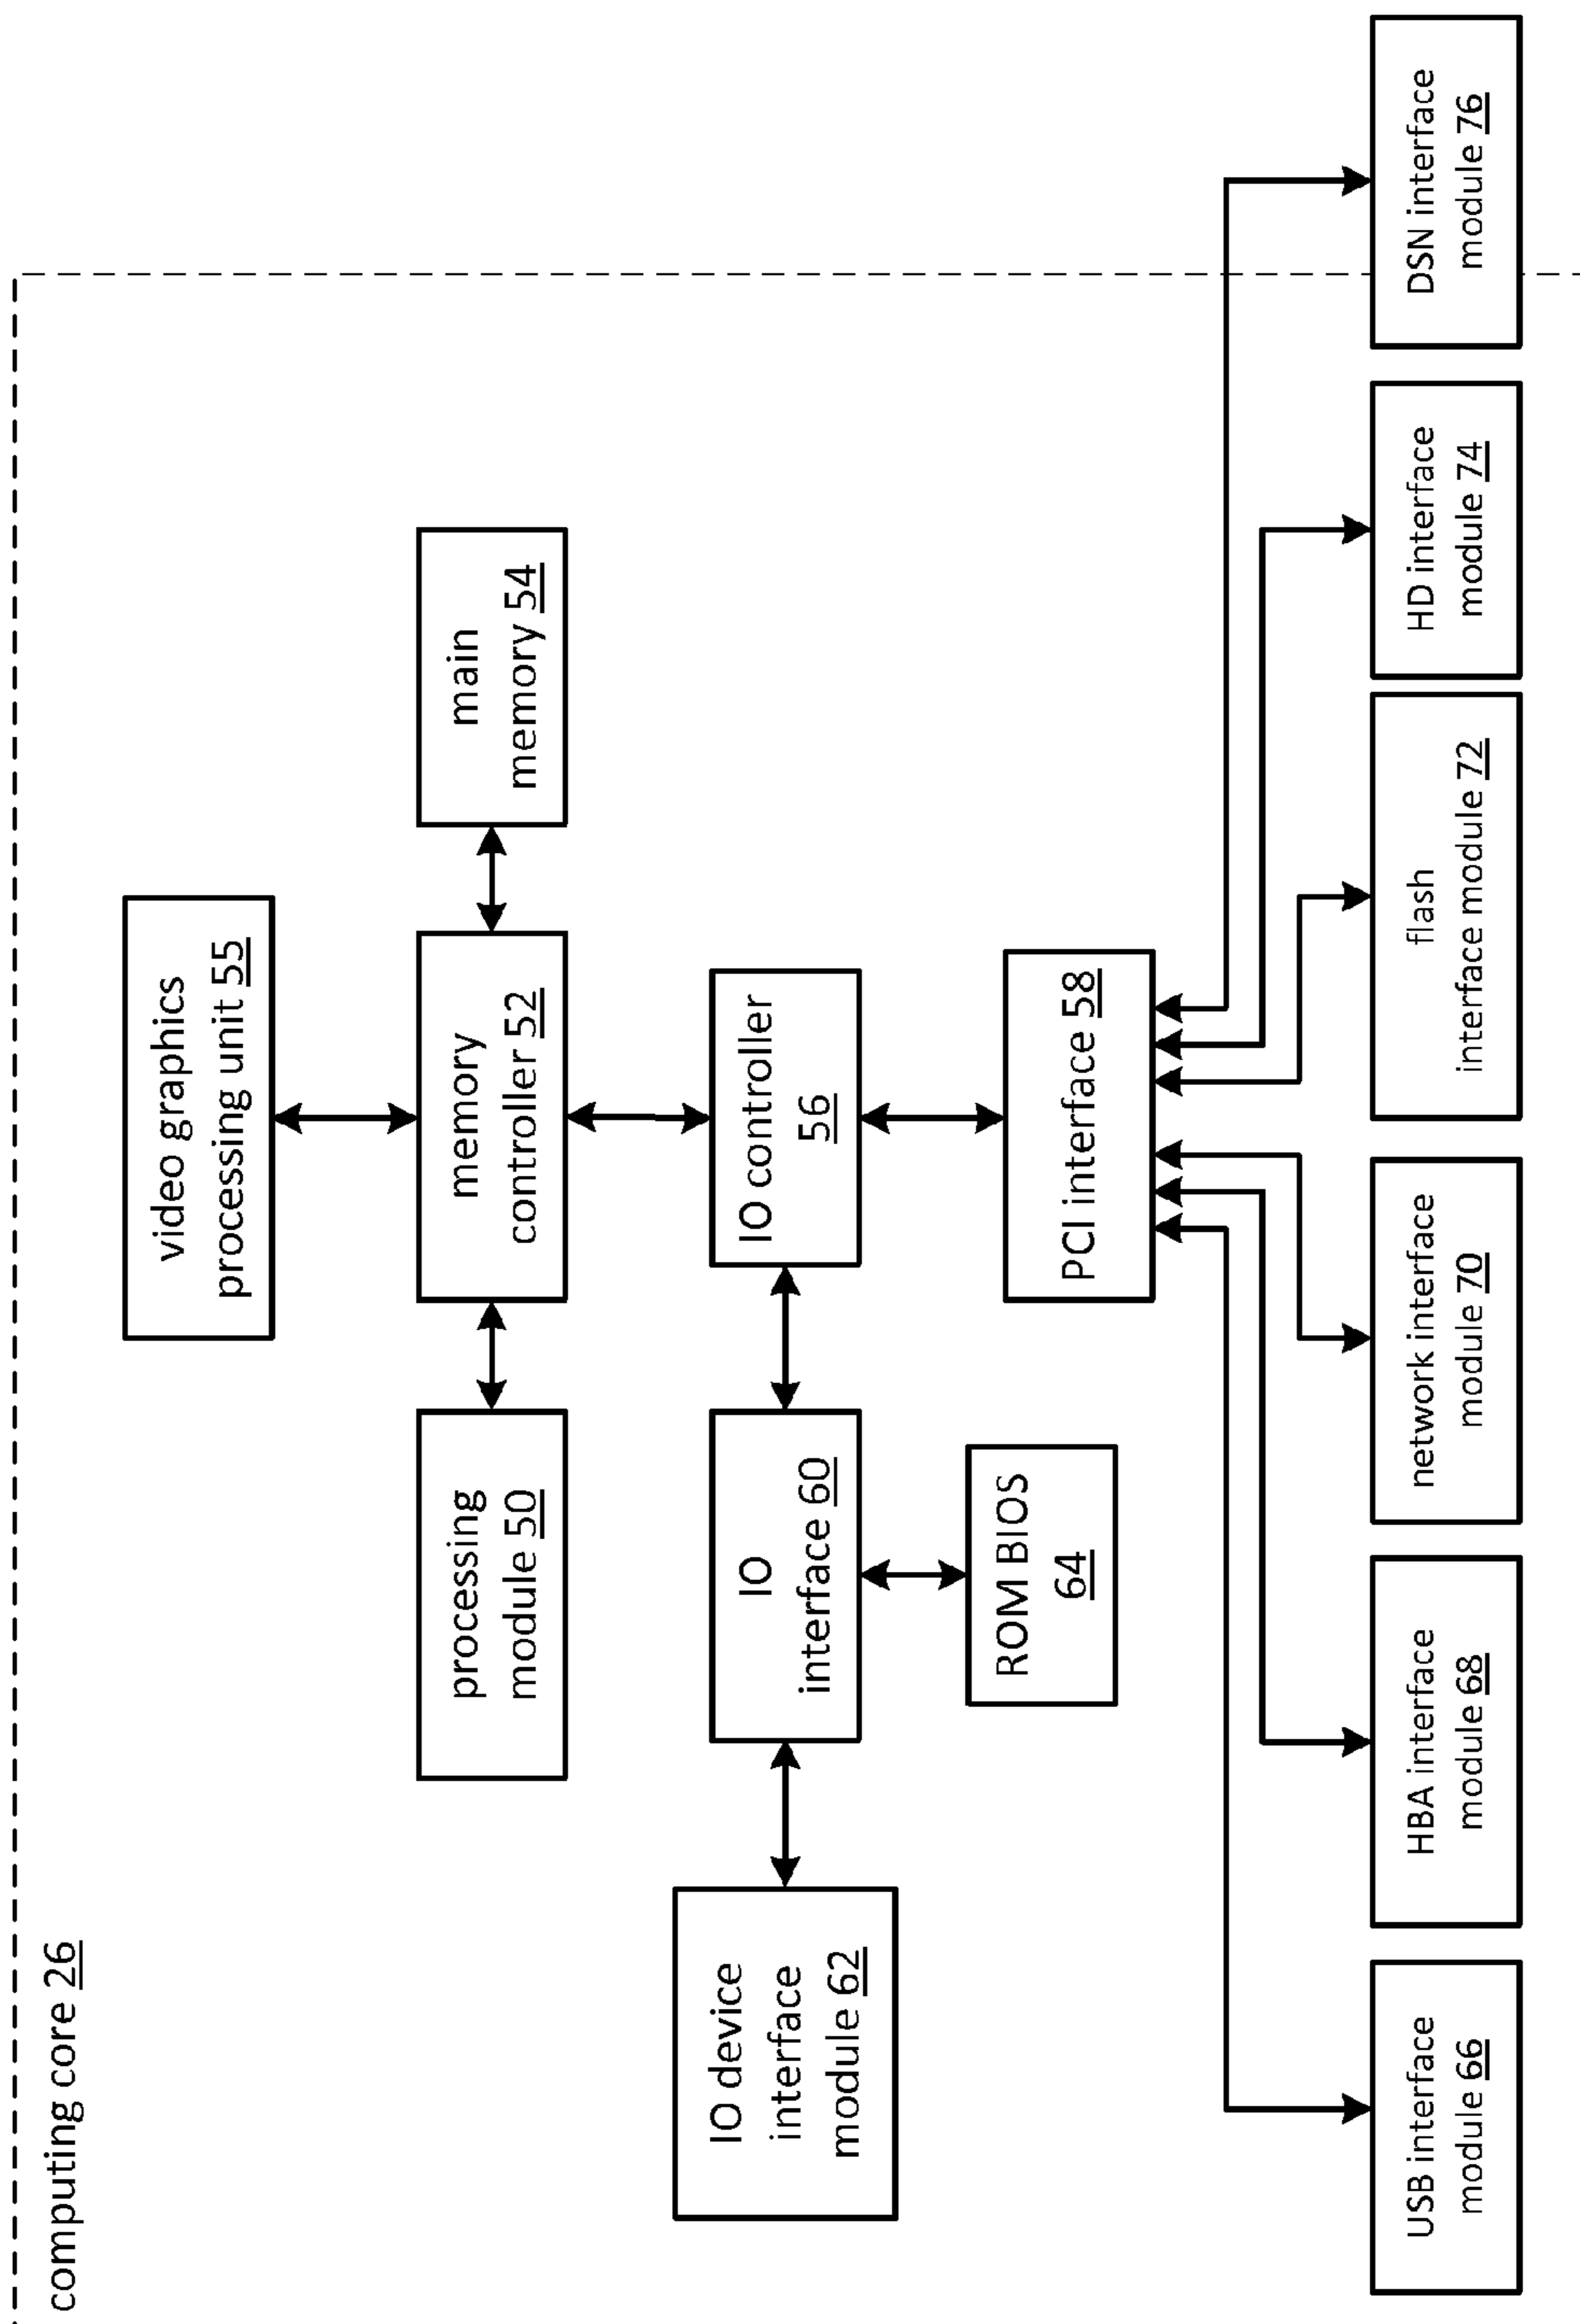 computing core 26
video graphics
processing unit 55
processing
module 50
memory
controller 52
main
memory 54
IO device
interface
module 62
IO
interface 60
IO controller
56
ROM BIOS
64
PCI interface 58
USB interface
module 66
HBA interface
module 68
network interface
module 70
flash
interface module 72
HD interface
module 74
DSN interface
module 76